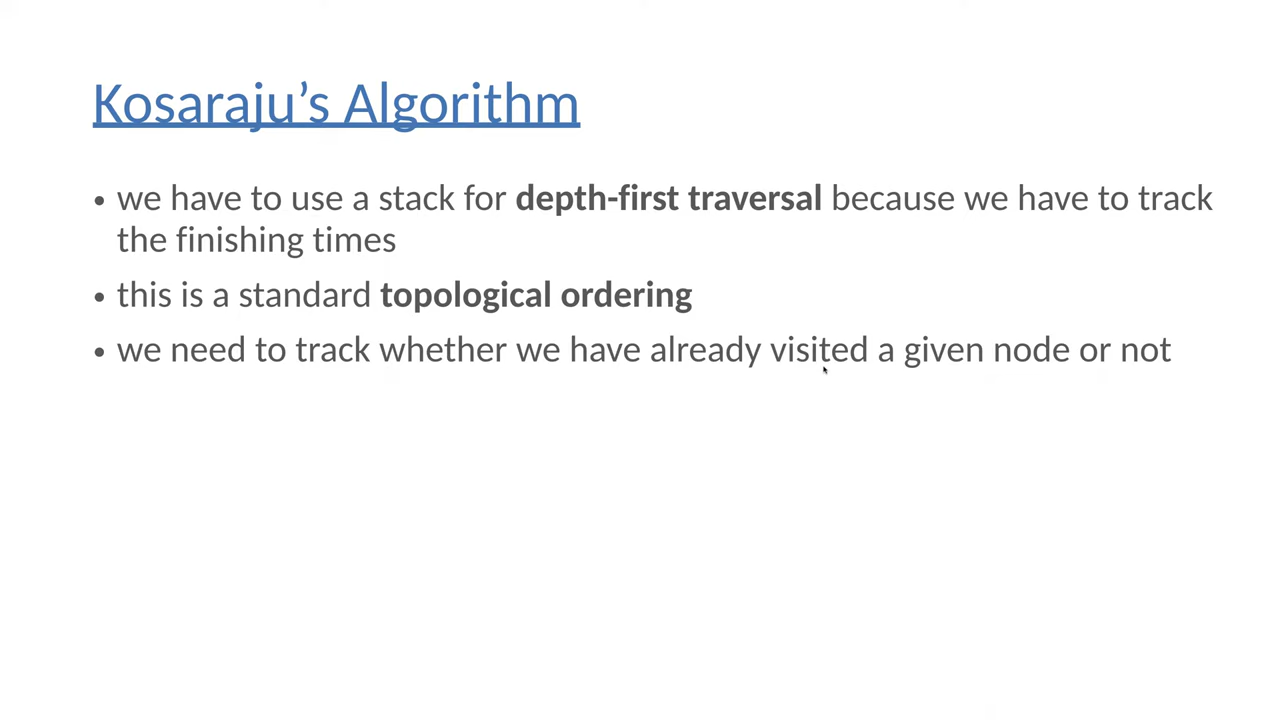 Kosaraju’s Algorithm
• we have to use a stack for depth-first traversal because we have to track
the finishing times
• this is a standard topological ordering
• we need to track whether we have already visited a given node or not